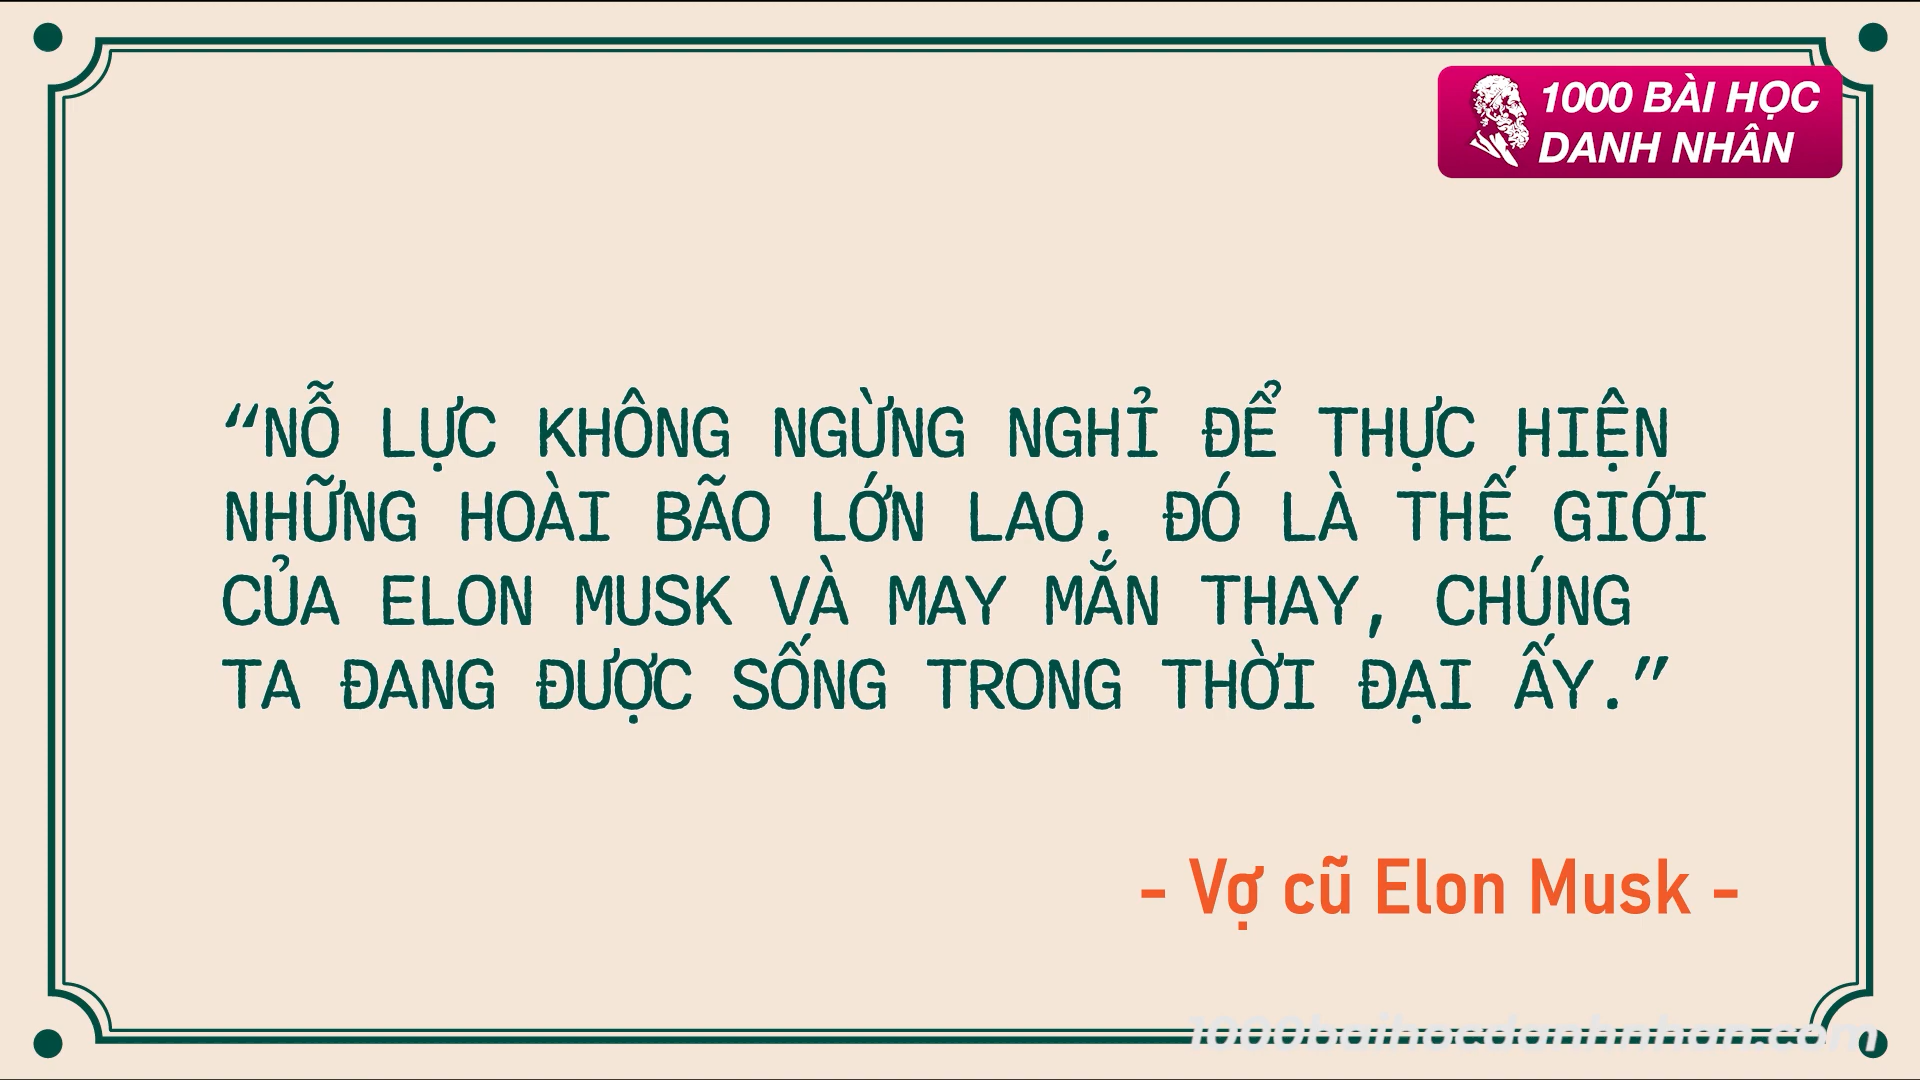 1000 BÀI HỌC
DANH NHÂN
“NỖ LỰC KHÔNG NGỪNG NGHỈ ĐỂ THỰC HIỆN
NHỮNG HOÀI BÃO LỚN LAO. ĐÓ LÀ THẾ GIỚI
CỦA ELON MUSK VÀ MAY MẮN THAY, CHÚNG
TA ĐANG ĐƯỢC SỐNG TRONG THỜI ĐẠI ẤY.”
- Vợ cũ Elon Musk -
1000baihocdanhnhan.com